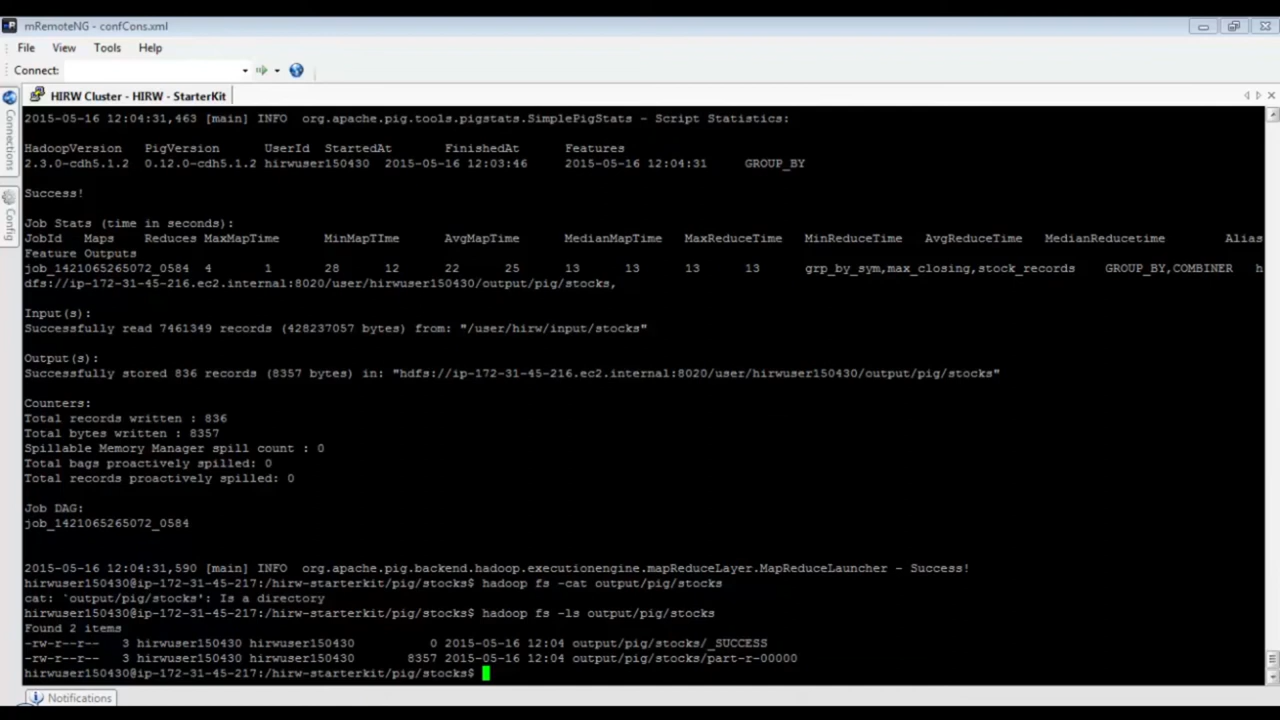 mRemoteNG - confCons.xml
File View Tools Help
Connect:
HIRW Cluster - HIRW - StarterKit
Connections
Config
2015-05-16 12:04:31,463 [main] INFO  org.apache.pig.tools.pigstats.SimplePigStats - Script Statistics:
HadoopVersion PigVersion UserId StartedAt FinishedAt Features
2.3.0-cdh5.1.2 0.12.0-cdh5.1.2 hirwuser150430 2015-05-16 12:03:46 2015-05-16 12:04:31 GROUP_BY
Success!
Job Stats (time in seconds):
JobId Maps Reduces MaxMapTime MinMapTIme AvgMapTime MedianMapTime MaxReduceTime MinReduceTime AvgReduceTime MedianReducetime Alias
Feature Outputs
job_1421065265072_0584 4 1 28 12 22 25 13 13 13 13 grp_by_sym,max_closing,stock_records GROUP_BY,COMBINER h
dfs://ip-172-31-45-216.ec2.internal:8020/user/hirwuser150430/output/pig/stocks,
Input(s):
Successfully read 7461349 records (428237057 bytes) from: "/user/hirw/input/stocks"
Output(s):
Successfully stored 836 records (8357 bytes) in: "hdfs://ip-172-31-45-216.ec2.internal:8020/user/hirwuser150430/output/pig/stocks"
Counters:
Total records written : 836
Total bytes written : 8357
Spillable Memory Manager spill count : 0
Total bags proactively spilled: 0
Total records proactively spilled: 0
Job DAG:
job_1421065265072_0584
2015-05-16 12:04:31,590 [main] INFO  org.apache.pig.backend.hadoop.executionengine.mapReduceLayer.MapReduceLauncher - Success!
hirwuser150430@ip-172-31-45-217:/hirw-starterkit/pig/stocks$ hadoop fs -cat output/pig/stocks
cat: `output/pig/stocks': Is a directory
hirwuser150430@ip-172-31-45-217:/hirw-starterkit/pig/stocks$ hadoop fs -ls output/pig/stocks
Found 2 items
-rw-r--r-- 3 hirwuser150430 hirwuser150430 0 2015-05-16 12:04 output/pig/stocks/_SUCCESS
-rw-r--r-- 3 hirwuser150430 hirwuser150430 8357 2015-05-16 12:04 output/pig/stocks/part-r-00000
hirwuser150430@ip-172-31-45-217:/hirw-starterkit/pig/stocks$
Notifications